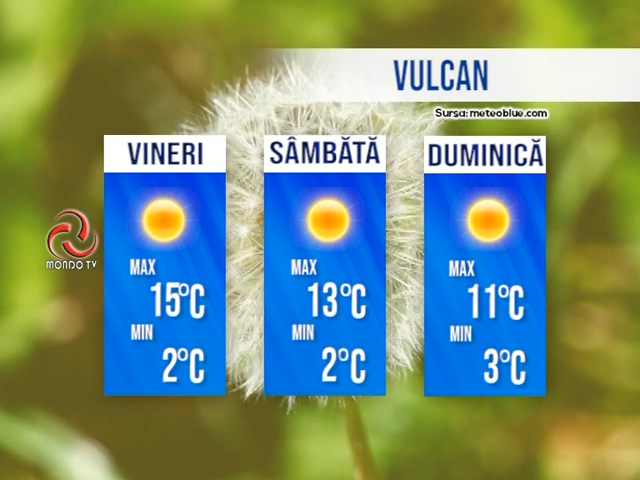 VULCAN
Sursa: meteoblue.com
VINERI
MAX
15°C
MIN
2°C
SÂMBĂTĂ
MAX
13°C
MIN
2°C
DUMINICĂ
MAX
11°C
MIN
3°C
MONDO TV